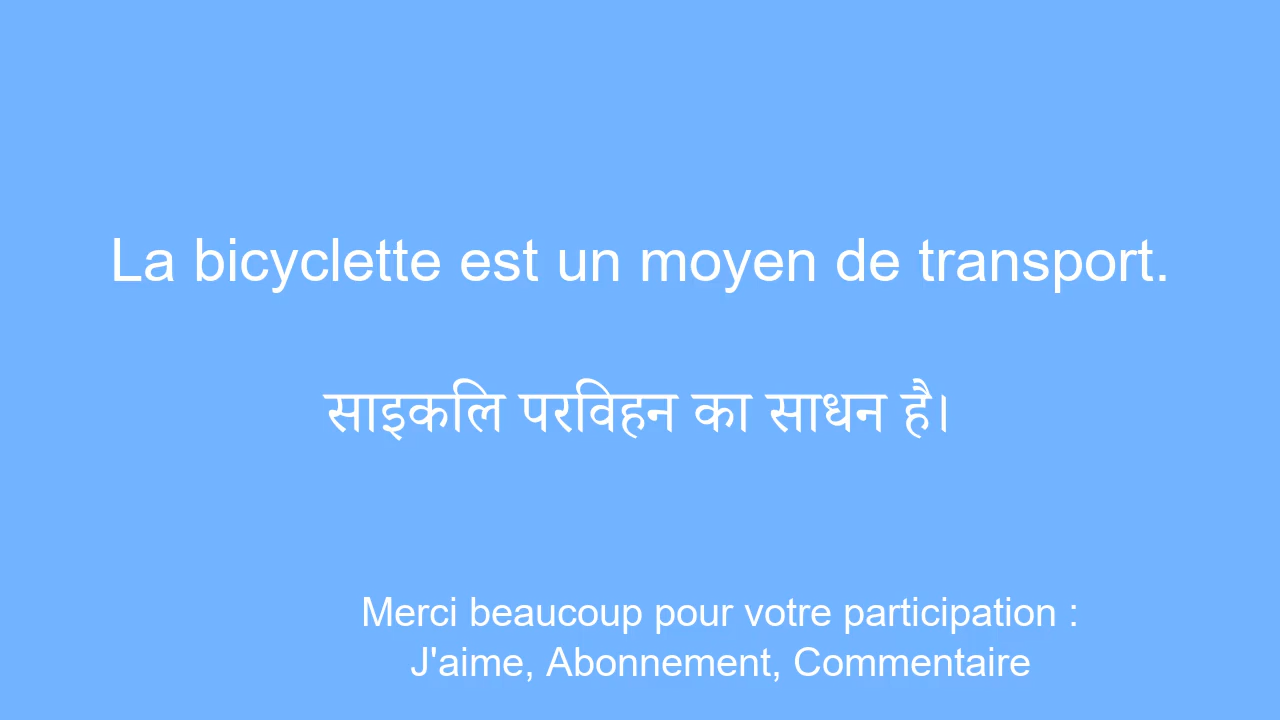 La bicyclette est un moyen de transport.
साइकलि परविहन का साधन है।
Merci beaucoup pour votre participation :
J'aime, Abonnement, Commentaire